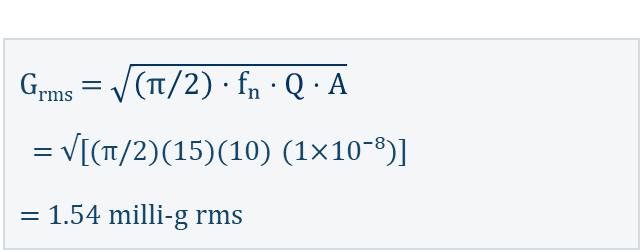 Gᵣₘₛ = √(π/2) · fₙ · Q · A
= √[(π/2)(15)(10) (1×10⁻⁸)]
= 1.54 milli-g rms